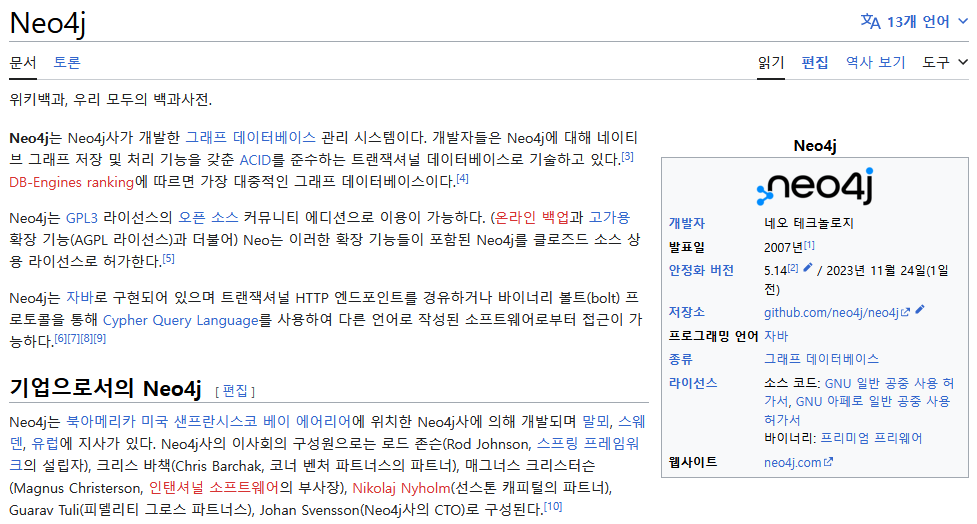 Neo4j
13개 언어
문서 토론
읽기 편집 역사 보기 도구
위키백과, 우리 모두의 백과사전.
Neo4j는 Neo4j사가 개발한 그래프 데이터베이스 관리 시스템이다. 개발자들은 Neo4j에 대해 네이티
브 그래프 저장 및 처리 기능을 갖춘 ACID를 준수하는 트랜잭셔널 데이터베이스로 기술하고 있다.[3]
DB-Engines ranking에 따르면 가장 대중적인 그래프 데이터베이스이다.[4]
Neo4j는 GPL3 라이선스의 오픈 소스 커뮤니티 에디션으로 이용이 가능하다. (온라인 백업과 고가용
확장 기능(AGPL 라이선스)과 더불어) Neo는 이러한 확장 기능들이 포함된 Neo4j를 클로즈드 소스 상
용 라이선스로 허가한다.[5]
Neo4j는 자바로 구현되어 있으며 트랜잭셔널 HTTP 엔드포인트를 경유하거나 바이너리 볼트(bolt) 프
로토콜을 통해 Cypher Query Language를 사용하여 다른 언어로 작성된 소프트웨어로부터 접근이 가
능하다.[6][7][8][9]
기업으로서의 Neo4j [ 편집 ]
Neo4j는 북아메리카 미국 샌프란시스코 베이 에어리어에 위치한 Neo4j사에 의해 개발되며 말뫼, 스웨
덴, 유럽에 지사가 있다. Neo4j사의 이사회의 구성원으로는 로드 존슨(Rod Johnson, 스프링 프레임워
크의 설립자), 크리스 바책(Chris Barchak, 코너 벤처 파트너스의 파트너), 매그너스 크리스터슨
(Magnus Christerson, 인탠셔널 소프트웨어의 부사장), Nikolaj Nyholm(선스톤 캐피털의 파트너),
Guarav Tuli(피델리티 그로스 파트너스), Johan Svensson(Neo4j사의 CTO)로 구성된다.[10]
Neo4j
neo4j
개발자 네오 테크놀로지
발표일 2007년[1]
안정화 버전 5.14[2] / 2023년 11월 24일(1일
전)
저장소 github.com/neo4j/neo4j
프로그래밍 언어 자바
종류 그래프 데이터베이스
라이선스 소스 코드: GNU 일반 공중 사용 허
가서, GNU 아페로 일반 공중 사용
허가서
바이너리: 프리미엄 프리웨어
웹사이트 neo4j.com